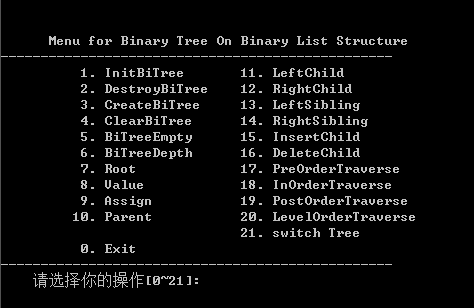 Menu for Binary Tree On Binary List Structure
--------------------------------------------------
1. InitBiTree 11. LeftChild
2. DestroyBiTree 12. RightChild
3. CreateBiTree 13. LeftSibling
4. ClearBiTree 14. RightSibling
5. BiTreeEmpty 15. InsertChild
6. BiTreeDepth 16. DeleteChild
7. Root 17. PreOrderTraverse
8. Value 18. InOrderTraverse
9. Assign 19. PostOrderTraverse
10. Parent 20. LevelOrderTraverse
21. switch Tree
0. Exit
--------------------------------------------------
请选择你的操作[0~21]: